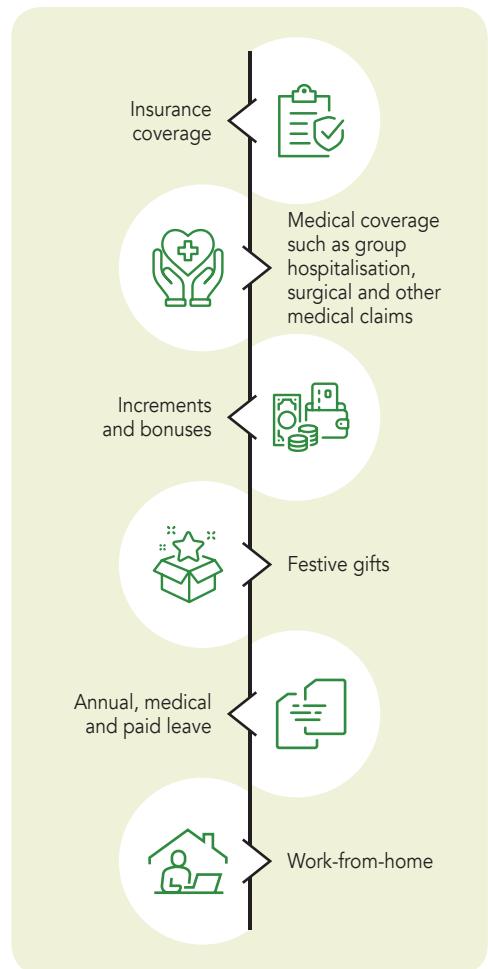 Insurance
coverage
Medical coverage
such as group
hospitalisation,
surgical and other
medical claims
Increments
and bonuses
Festive gifts
Annual, medical
and paid leave
Work-from-home